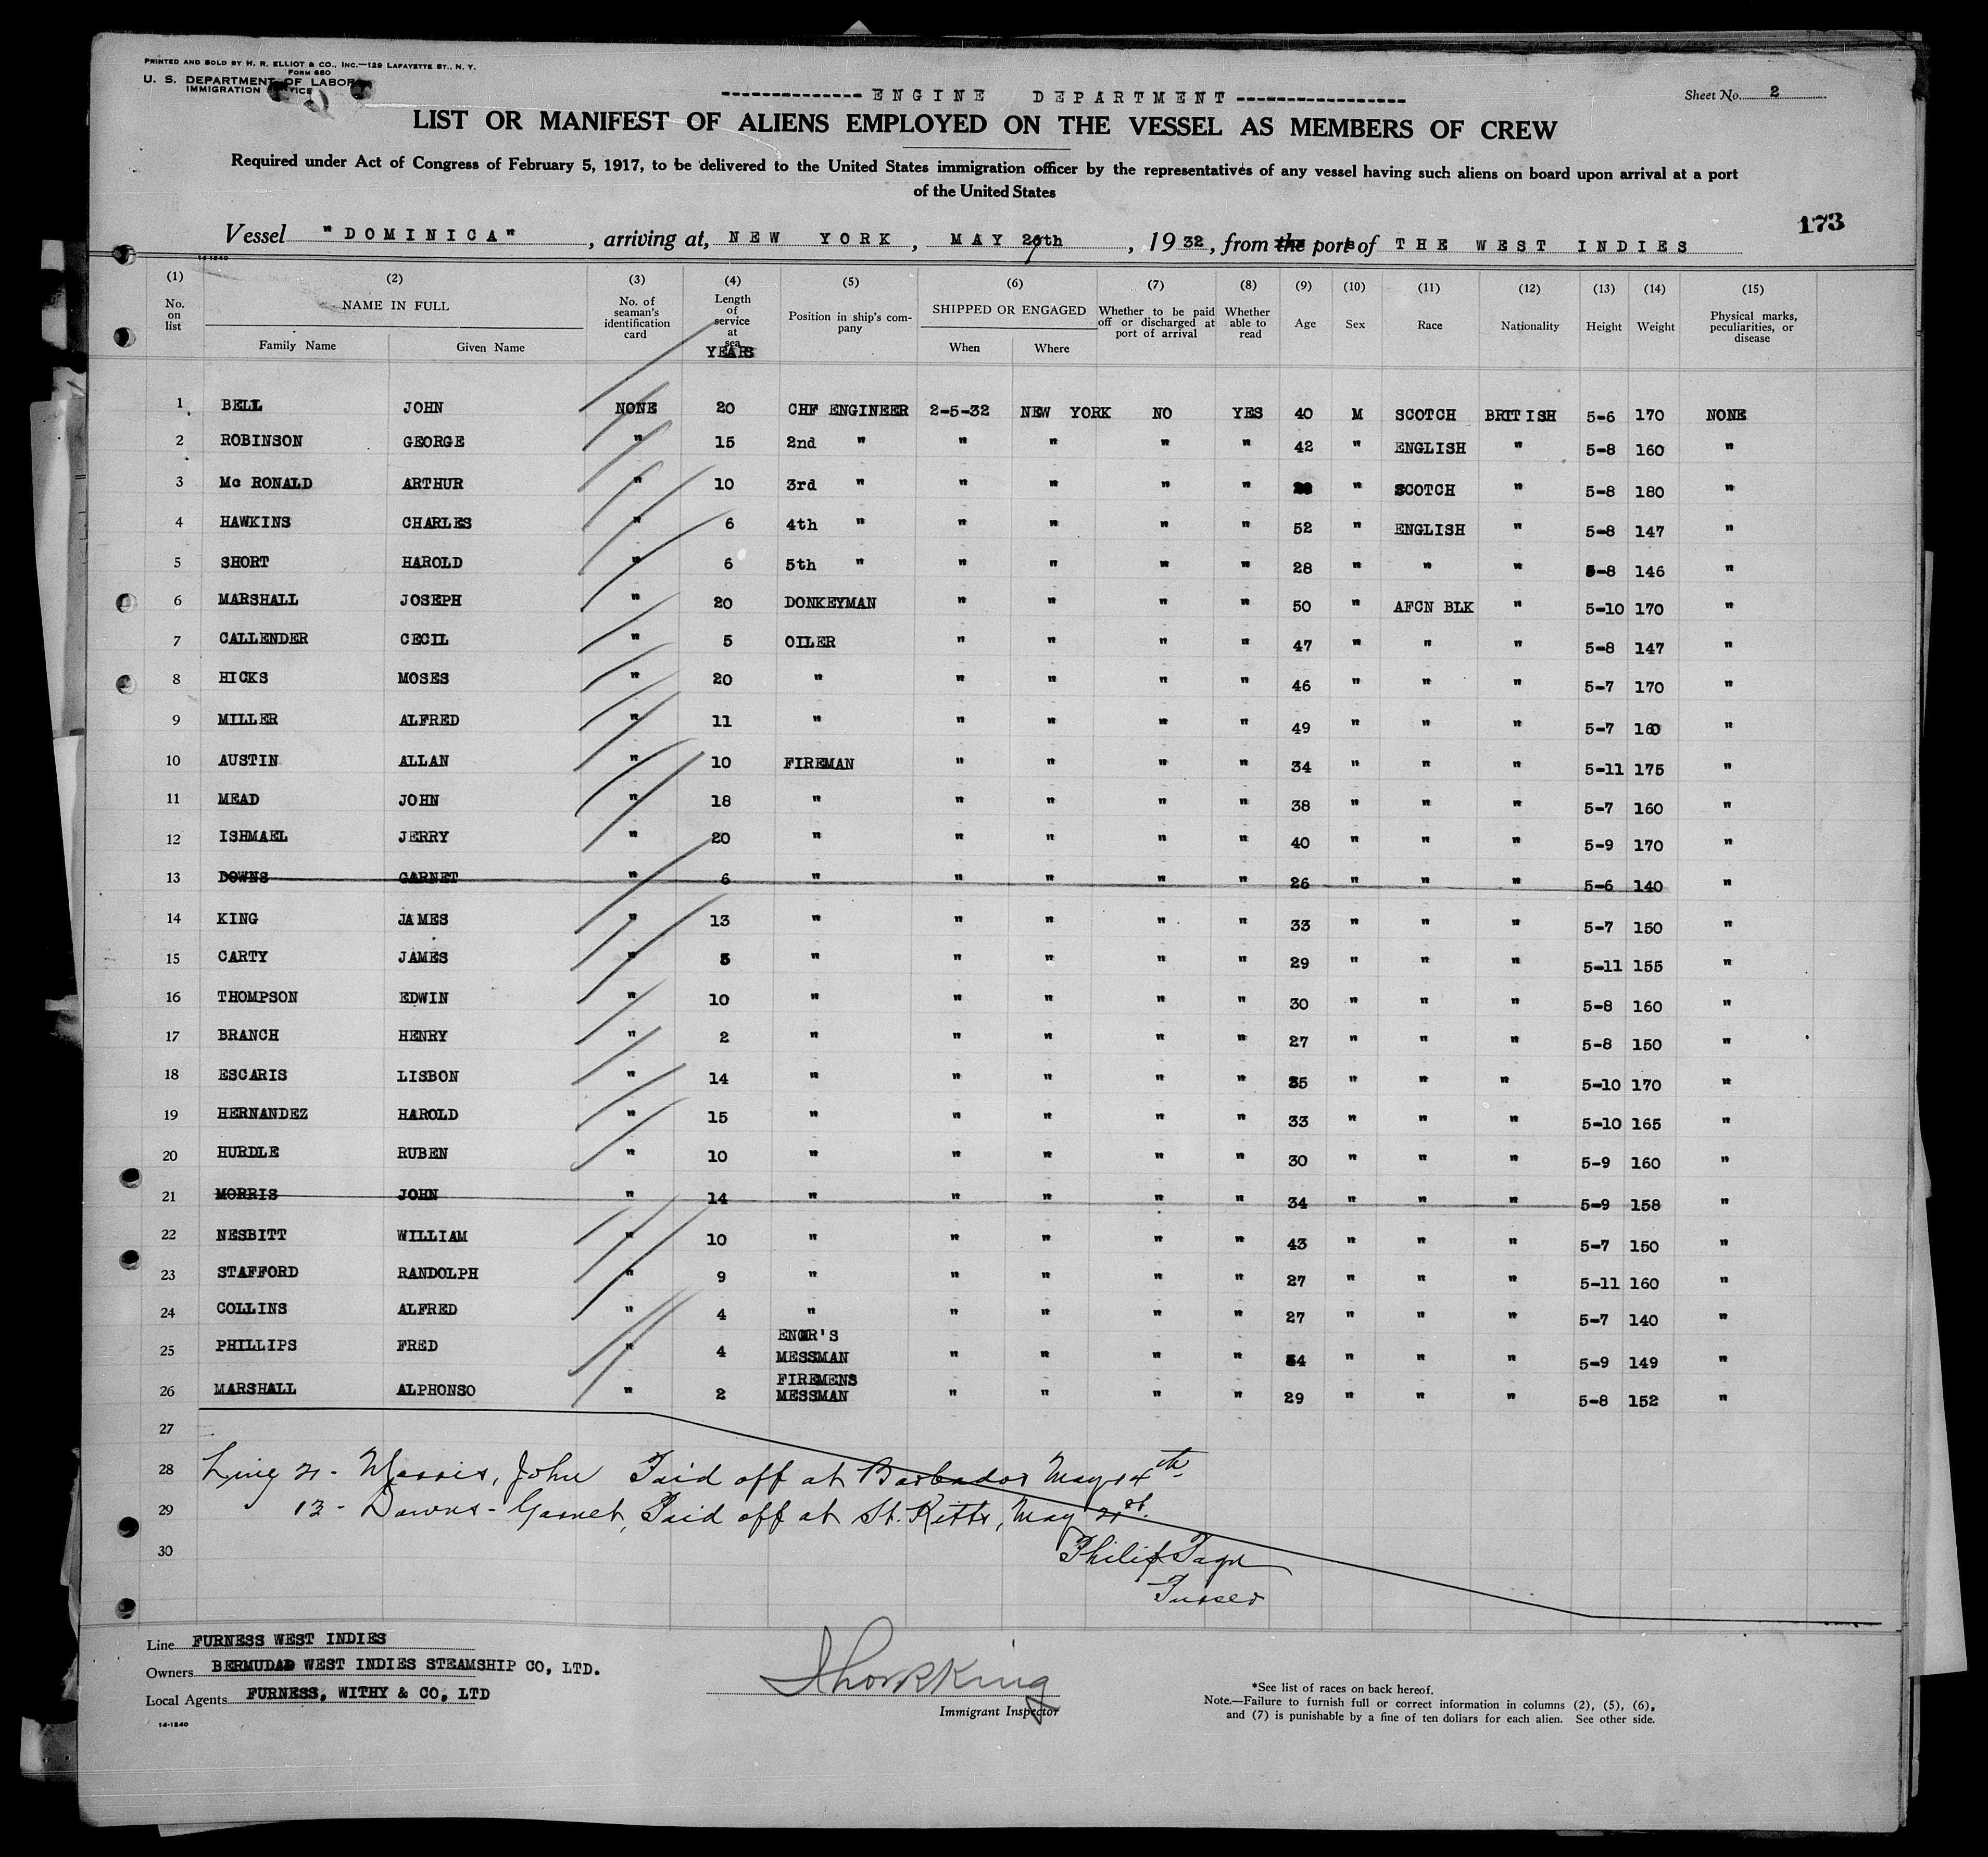 PRINTED AND SOLD BY H. R. ELLIOT & CO., INC.—129 LAFAYETTE ST., N. Y.
FORM 680
U. S. DEPARTMENT OF LABOR
IMMIGRATION SERVICE
--------------ENGINE DEPARTMENT-----------------
Sheet No. 2
LIST OR MANIFEST OF ALIENS EMPLOYED ON THE VESSEL AS MEMBERS OF CREW
Required under Act of Congress of February 5, 1917, to be delivered to the United States immigration officer by the representatives of any vessel having such aliens on board upon arrival at a port
of the United States
173
Vessel "DOMINICA", arriving at, NEW YORK, MAY 26th, 1932, from the ports of THE WEST INDIES
14-1240
(1) (2) (3) (4) (5) (6) (7) (8) (9) (10) (11) (12) (13) (14) (15)
No. on list NAME IN FULL Family Name Given Name No. of seaman's identification card Length of service at sea YEARS Position in ship's company SHIPPED OR ENGAGED When Where Whether to be paid off or discharged at port of arrival Whether able to read Age Sex Race Nationality Height Weight Physical marks, peculiarities, or disease
1 BELL JOHN NONE 20 CHF ENGINEER 2-5-32 NEW YORK NO YES 40 M SCOTCH BRITISH 5-6 170 NONE
2 ROBINSON GEORGE " 15 2nd " " " " " 42 " ENGLISH " 5-8 160 "
3 Mc RONALD ARTHUR " 10 3rd " " " " " " SCOTCH " 5-8 180 "
4 HAWKINS CHARLES " 6 4th " " " " " 52 " ENGLISH " 5-8 147 "
5 SHORT HAROLD " 6 5th " " " " " 28 " " " 5-8 146 "
6 MARSHALL JOSEPH " 20 DONKEYMAN " " " " 50 " AFCN BLK " 5-10 170 "
7 CALLENDER CECIL " 5 OILER " " " " 47 " " " 5-8 147 "
8 HICKS MOSES " 20 " " " " " 46 " " " 5-7 170 "
9 MILLER ALFRED " 11 " " " " " 49 " " " 5-7 160 "
10 AUSTIN ALLAN " 10 FIREMAN " " " " 34 " " " 5-11 175 "
11 MEAD JOHN " 18 " " " " " 38 " " " 5-7 160 "
12 ISHMAEL JERRY " 20 " " " " " 40 " " " 5-9 170 "
13 DOWNS GARNET " 6 " " " " " 26 " " " 5-6 140 "
14 KING JAMES " 13 " " " " " 33 " " " 5-7 150 "
15 CARTY JAMES " " " " " " 29 " " " 5-11 155 "
16 THOMPSON EDWIN " 10 " " " " " 30 " " " 5-8 160 "
17 BRANCH HENRY " 2 " " " " " 27 " " " 5-8 150 "
18 ESCARIS LISBON " 14 " " " " " 35 " " " 5-10 170 "
19 HERNANDEZ HAROLD " 15 " " " " " 33 " " " 5-10 165 "
20 HURDLE RUBEN " 10 " " " " " 30 " " " 5-9 160 "
21 MORRIS JOHN " 14 " " " " " 34 " " " 5-9 158 "
22 NESBITT WILLIAM " 10 " " " " " 43 " " " 5-7 150 "
23 STAFFORD RANDOLPH " 9 " " " " " 27 " " " 5-11 160 "
24 COLLINS ALFRED " 4 " " " " " 27 " " " 5-7 140 "
25 PHILLIPS FRED " 4 ENGR'S MESSMAN " " " " " " " 5-9 149 "
26 MARSHALL ALPHONSO " 2 FIREMENS MESSMAN " " " " 29 " " " 5-8 152 "
27
28 Line 21 - Morris, John Paid off at Barbados May 14th
29 13 - Downs - Garnet, Paid off at St. Kitts, May 21st.
30 Philip
Purser
Line FURNESS WEST INDIES
Owners BERMUDA& WEST INDIES STEAMSHIP CO, LTD.
Local Agents FURNESS, WITHY & CO, LTD
14-1240
Immigrant Inspector
*See list of races on back hereof.
Note.—Failure to furnish full or correct information in columns (2), (5), (6),
and (7) is punishable by a fine of ten dollars for each alien. See other side.